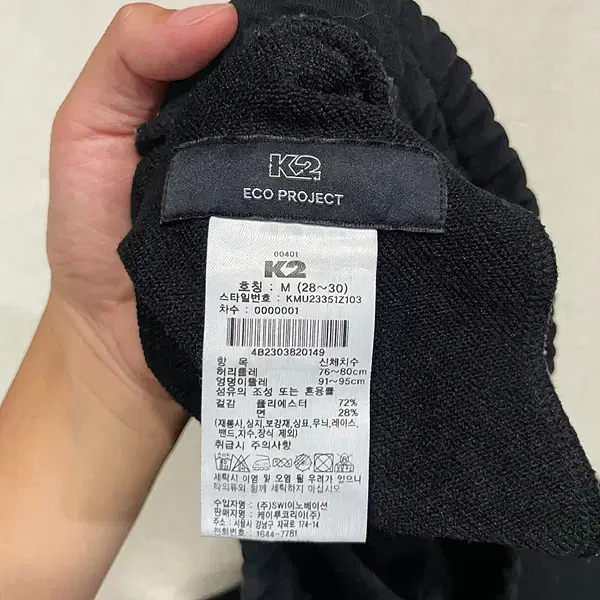 K2
ECO PROJECT
00401
K2
호칭 : M (28~30)
스타일번호 : KMU23351Z103
차수 : 0000001
4B2303820149
항 목 신체치수
허리둘레 76~80cm
엉덩이둘레 91~95cm
섬유의 조성 또는 혼용률
겉감 폴리에스터 72%
면 28%
(재봉사,심지,보강재,상표,무늬,레이스,
밴드,자수,장식 제외)
취급시 주의사항
세탁시 이염 및 오염 될 우려가 있으니
타의류와 함께 세탁하지 마십시오
수입자명 : (주)SWI이노베이션
판매자명 : 케이투코리아(주)
주소 : 서울시 강남구 자곡로 174-14
전화번호 : 1644-7781